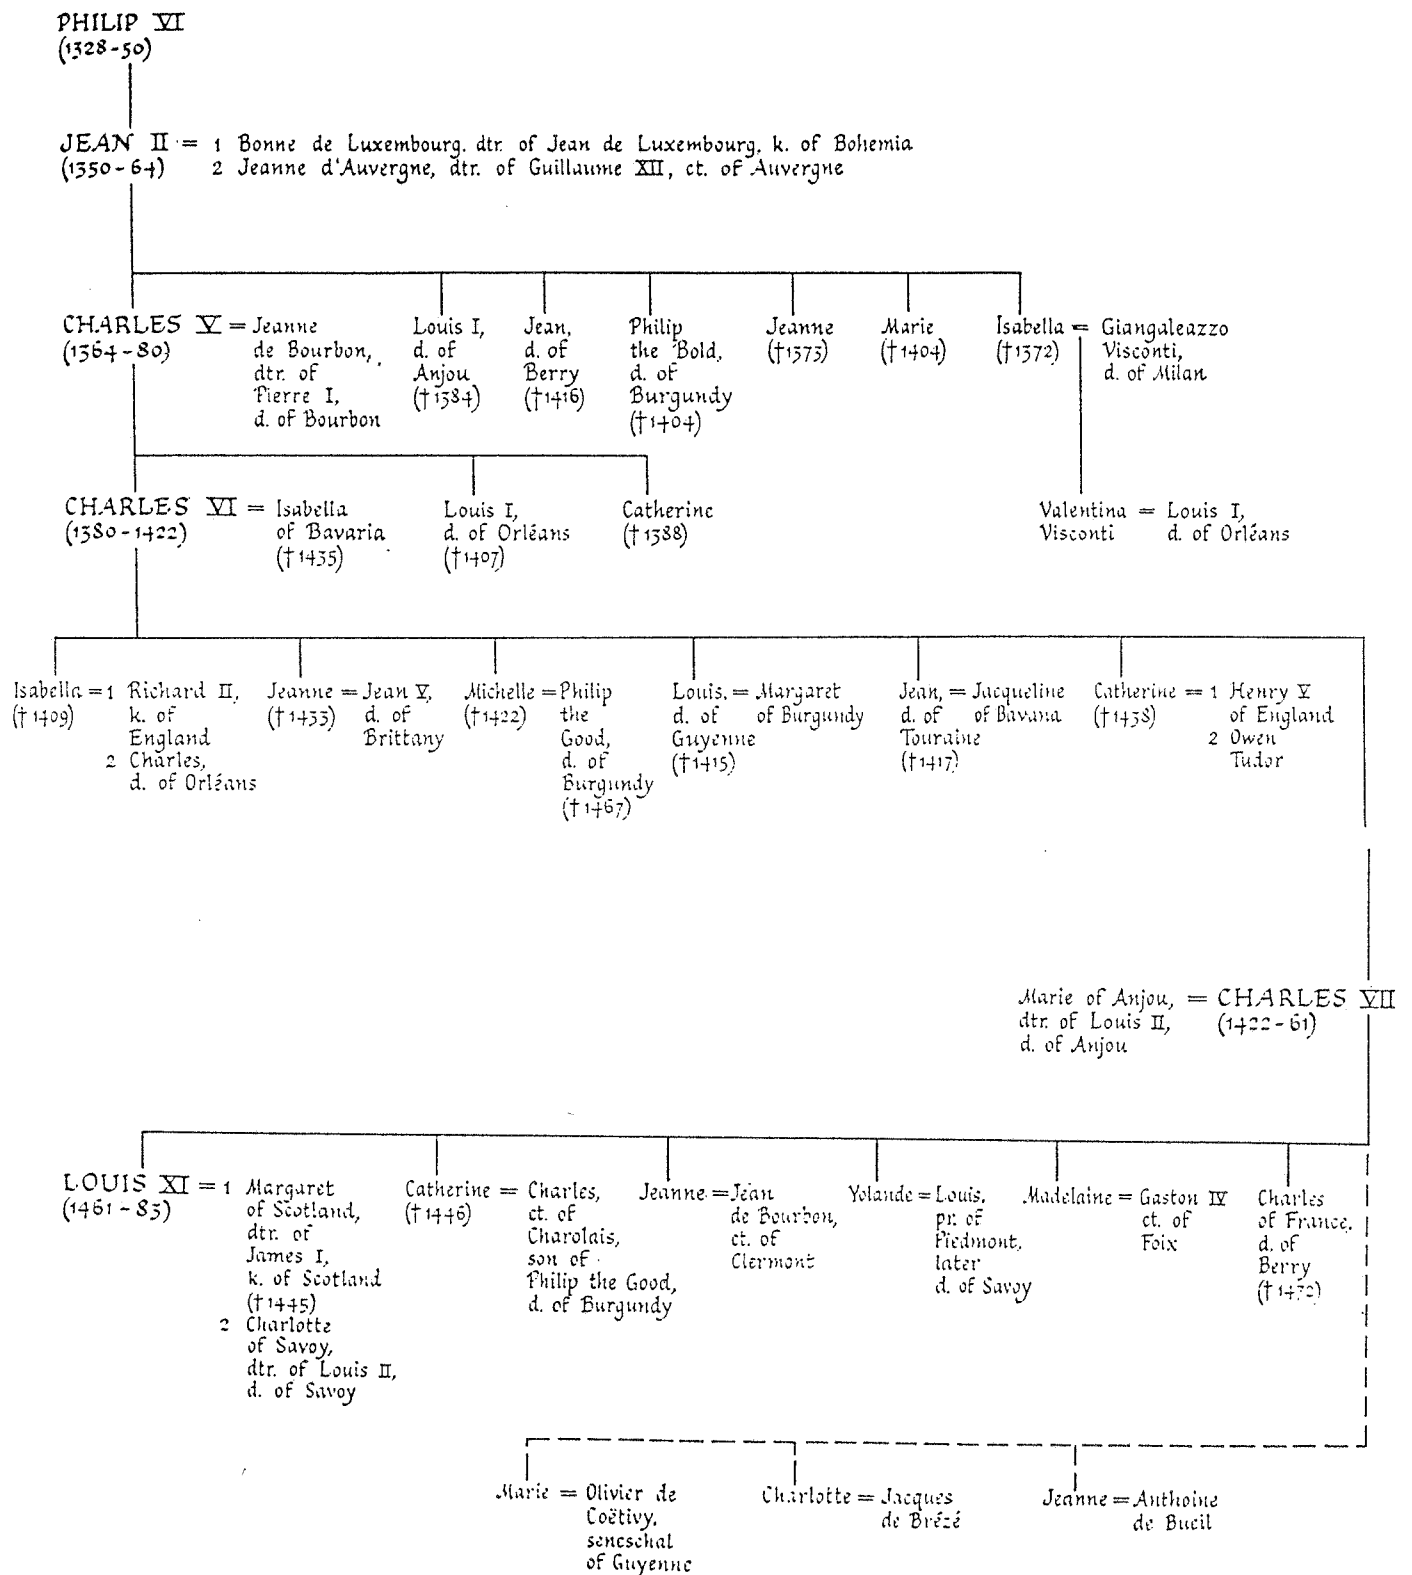 PHILIP VI
(1328-50)
JEAN II = 1 Bonne de Luxembourg. dtr. of Jean de Luxembourg, k. of Bohemia
(1350-64) 2 Jeanne d'Auvergne, dtr. of Guillaume XII, ct. of Auvergne
CHARLES V = Jeanne
(1364-80) de Bourbon,
dtr. of
Pierre I,
d. of Bourbon
Louis I,
d. of
Anjou
(†1384)
Jean,
d. of
Berry
(†1416)
Philip
the Bold,
d. of
Burgundy
(†1404)
Jeanne
(†1373)
Marie
(†1404)
Isabella = Giangaleazzo
(†1372) Visconti,
d. of Milan
CHARLES VI = Isabella
(1380-1422) of Bavaria
(†1435)
Louis I,
d. of Orléans
(†1407)
Catherine
(†1388)
Valentina = Louis I,
Visconti d. of Orléans
Isabella = 1 Richard II,
(†1409) k. of
England
2 Charles,
d. of Orléans
Jeanne = Jean V,
(†1433) d. of
Brittany
Michelle = Philip
(†1422) the
Good,
d. of
Burgundy
(†1467)
Louis, = Margaret
d. of of Burgundy
Guyenne
(†1415)
Jean, = Jacqueline
d. of of Bavaria
Touraine
(†1417)
Catherine = 1 Henry V
(†1438) of England
2 Owen
Tudor
Marie of Anjou, = CHARLES VII
dtr. of Louis II, (1422-61)
d. of Anjou
LOUIS XI = 1 Margaret
(1461-83) of Scotland,
dtr. of
James I,
k. of Scotland
(†1445)
2 Charlotte
of Savoy,
dtr. of Louis II,
d. of Savoy
Catherine = Charles,
(†1446) ct. of
Charolais,
son of
Philip the Good,
d. of Burgundy
Jeanne = Jean
de Bourbon,
ct. of
Clermont
Yolande = Louis,
pr. of
Piedmont,
later
d. of Savoy
Madelaine = Gaston IV
ct. of
Foix
Charles
of France,
d. of
Berry
(†1472)
Marie = Olivier de
Coëtivy,
seneschal
of Guyenne
Charlotte = Jacques
de Brézé
Jeanne = Anthoine
de Bueil